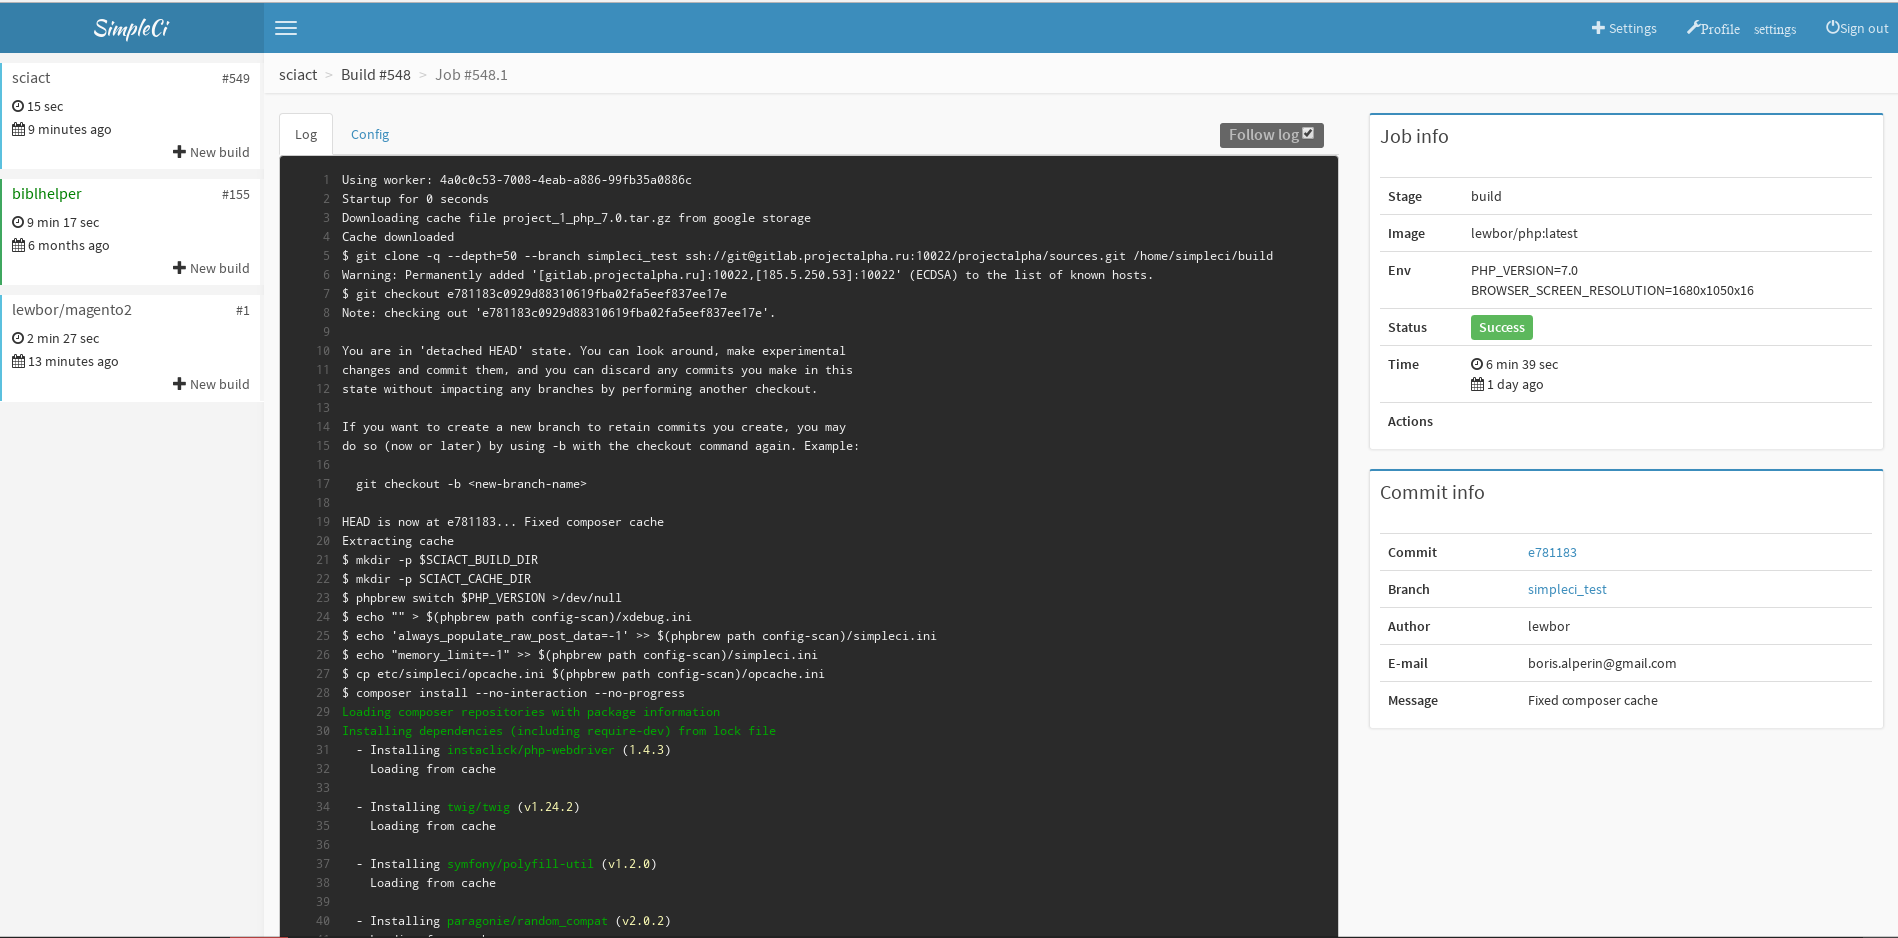 SimpleCi
Settings
Profile settings
Sign out
sciact #549
15 sec
9 minutes ago
New build
biblhelper #155
9 min 17 sec
6 months ago
New build
lewbor/magento2 #1
2 min 27 sec
13 minutes ago
New build
sciact > Build #548 > Job #548.1
Log Config Follow log
1 Using worker: 4a0c0c53-7008-4eab-a886-99fb35a0886c
2 Startup for 0 seconds
3 Downloading cache file project_1_php_7.0.tar.gz from google storage
4 Cache downloaded
5 $ git clone -q --depth=50 --branch simpleci_test ssh://git@gitlab.projectalpha.ru:10022/projectalpha/sources.git /home/simpleci/build
6 Warning: Permanently added '[gitlab.projectalpha.ru]:10022,[185.5.250.53]:10022' (ECDSA) to the list of known hosts.
7 $ git checkout e781183c0929d88310619fba02fa5eef837ee17e
8 Note: checking out 'e781183c0929d88310619fba02fa5eef837ee17e'.
9
10 You are in 'detached HEAD' state. You can look around, make experimental
11 changes and commit them, and you can discard any commits you make in this
12 state without impacting any branches by performing another checkout.
13
14 If you want to create a new branch to retain commits you create, you may
15 do so (now or later) by using -b with the checkout command again. Example:
16
17 git checkout -b <new-branch-name>
18
19 HEAD is now at e781183... Fixed composer cache
20 Extracting cache
21 $ mkdir -p $SCIACT_BUILD_DIR
22 $ mkdir -p SCIACT_CACHE_DIR
23 $ phpbrew switch $PHP_VERSION >/dev/null
24 $ echo "" > $(phpbrew path config-scan)/xdebug.ini
25 $ echo 'always_populate_raw_post_data=-1' >> $(phpbrew path config-scan)/simpleci.ini
26 $ echo "memory_limit=-1" >> $(phpbrew path config-scan)/simpleci.ini
27 $ cp etc/simpleci/opcache.ini $(phpbrew path config-scan)/opcache.ini
28 $ composer install --no-interaction --no-progress
29 Loading composer repositories with package information
30 Installing dependencies (including require-dev) from lock file
31 - Installing instaclick/php-webdriver (1.4.3)
32 Loading from cache
33
34 - Installing twig/twig (v1.24.2)
35 Loading from cache
36
37 - Installing symfony/polyfill-util (v1.2.0)
38 Loading from cache
39
40 - Installing paragonie/random_compat (v2.0.2)
Job info
Stage build
Image lewbor/php:latest
Env PHP_VERSION=7.0
BROWSER_SCREEN_RESOLUTION=1680x1050x16
Status Success
Time 6 min 39 sec
1 day ago
Actions
Commit info
Commit e781183
Branch simpleci_test
Author lewbor
E-mail boris.alperin@gmail.com
Message Fixed composer cache